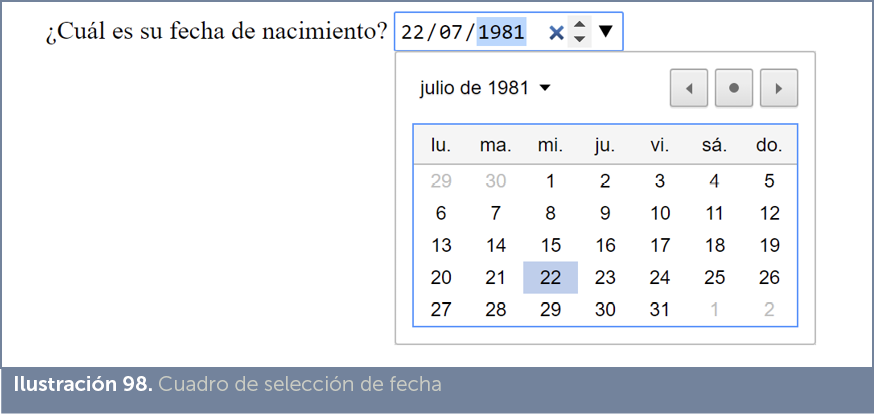 ¿Cuál es su fecha de nacimiento? 22/07/1981
julio de 1981
lu. ma. mi. ju. vi. sá. do.
29 30 1 2 3 4 5
6 7 8 9 10 11 12
13 14 15 16 17 18 19
20 21 22 23 24 25 26
27 28 29 30 31 1 2
Ilustración 98. Cuadro de selección de fecha